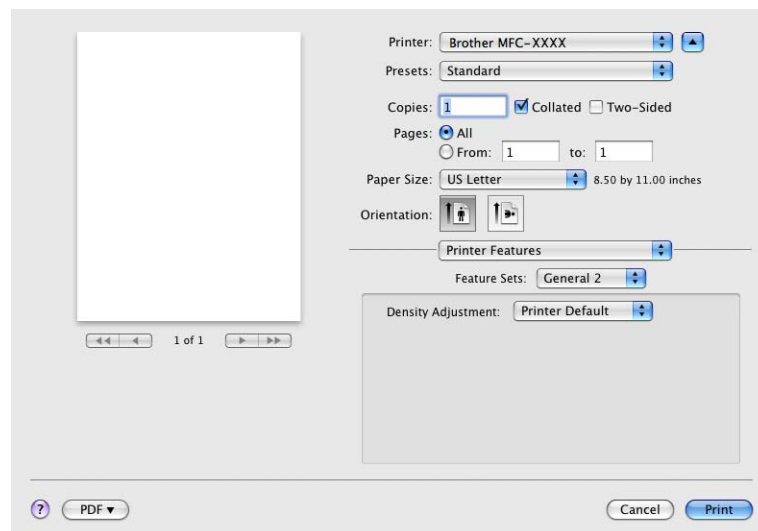 Printer: Brother MFC-XXXX
Presets: Standard
Copies: 1 Collated Two-Sided
Pages: All
From: 1 to: 1
Paper Size: US Letter 8.50 by 11.00 inches
Orientation:
Printer Features
Feature Sets: General 2
Density Adjustment: Printer Default
1 of 1
? PDF Cancel Print